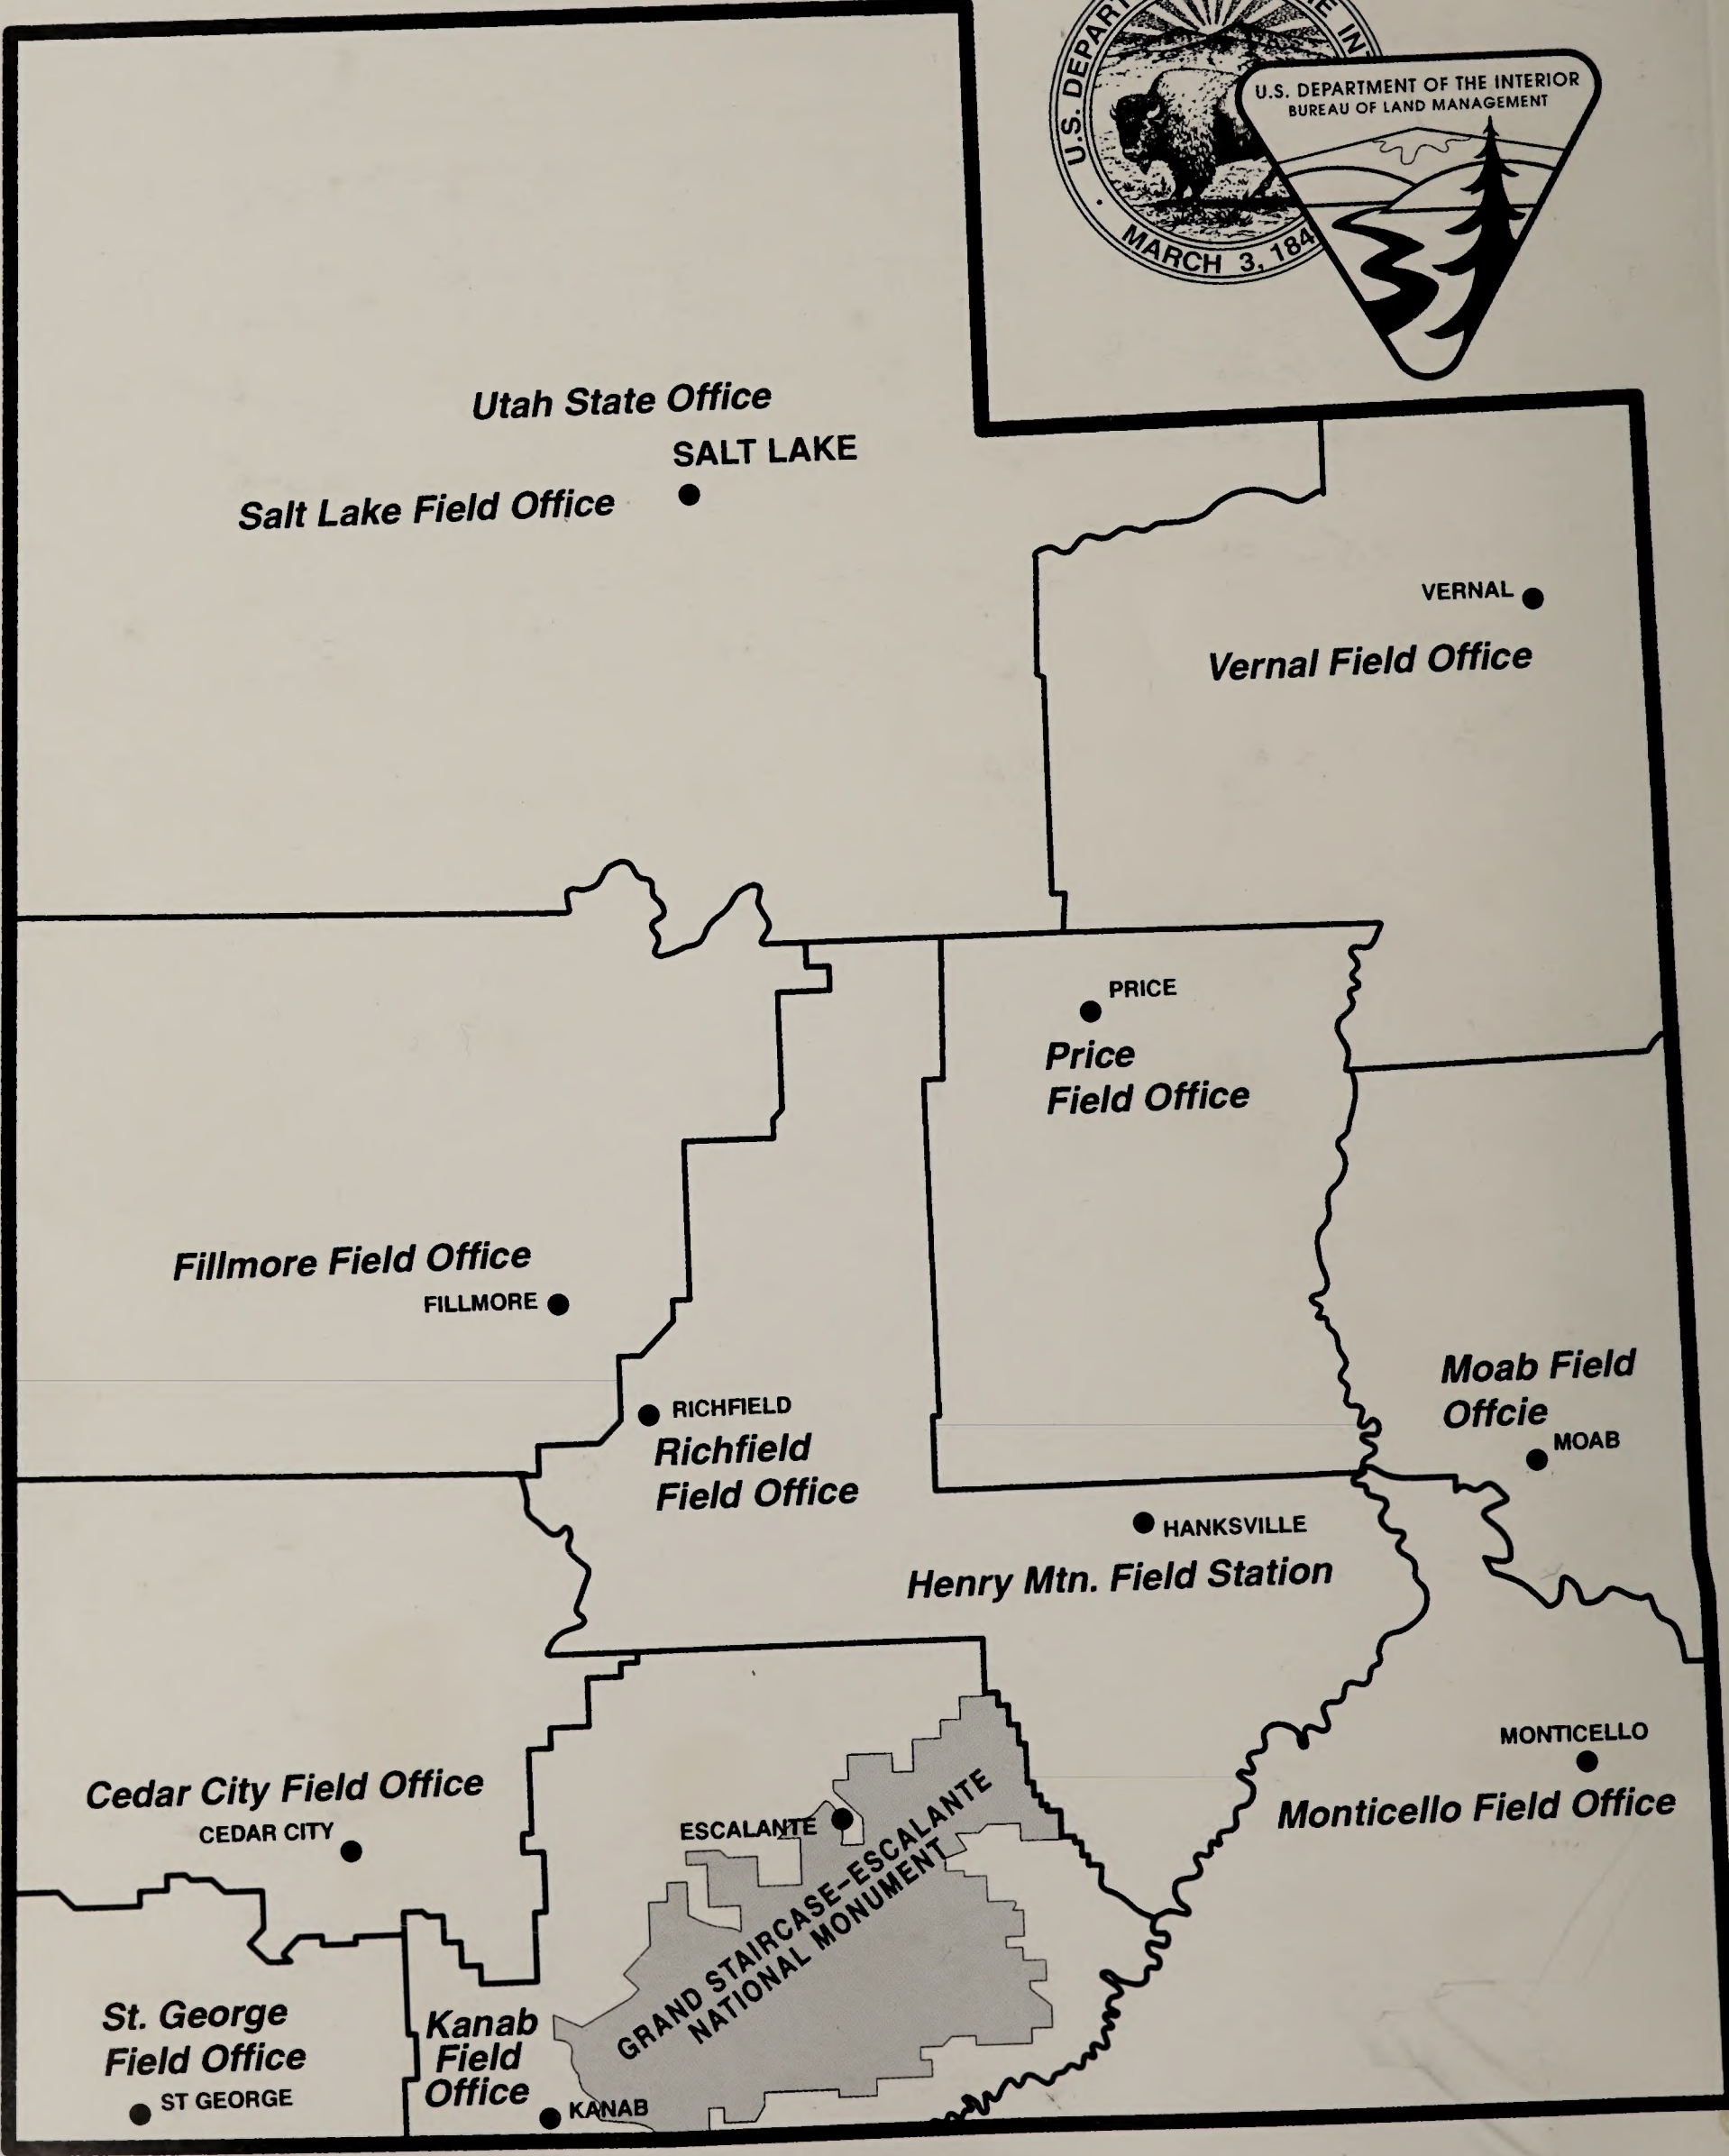 U.S. DEPART
E IN
MARCH 3, 184
U.S. DEPARTMENT OF THE INTERIOR
BUREAU OF LAND MANAGEMENT
Utah State Office
SALT LAKE
Salt Lake Field Office
VERNAL
Vernal Field Office
PRICE
Price
Field Office
Fillmore Field Office
FILLMORE
RICHFIELD
Richfield
Field Office
Moab Field
Offcie
MOAB
HANKSVILLE
Henry Mtn. Field Station
MONTICELLO
Monticello Field Office
Cedar City Field Office
CEDAR CITY
ESCALANTE
GRAND STAIRCASE-ESCALANTE
NATIONAL MONUMENT
St. George
Field Office
ST GEORGE
Kanab
Field
Office
KANAB